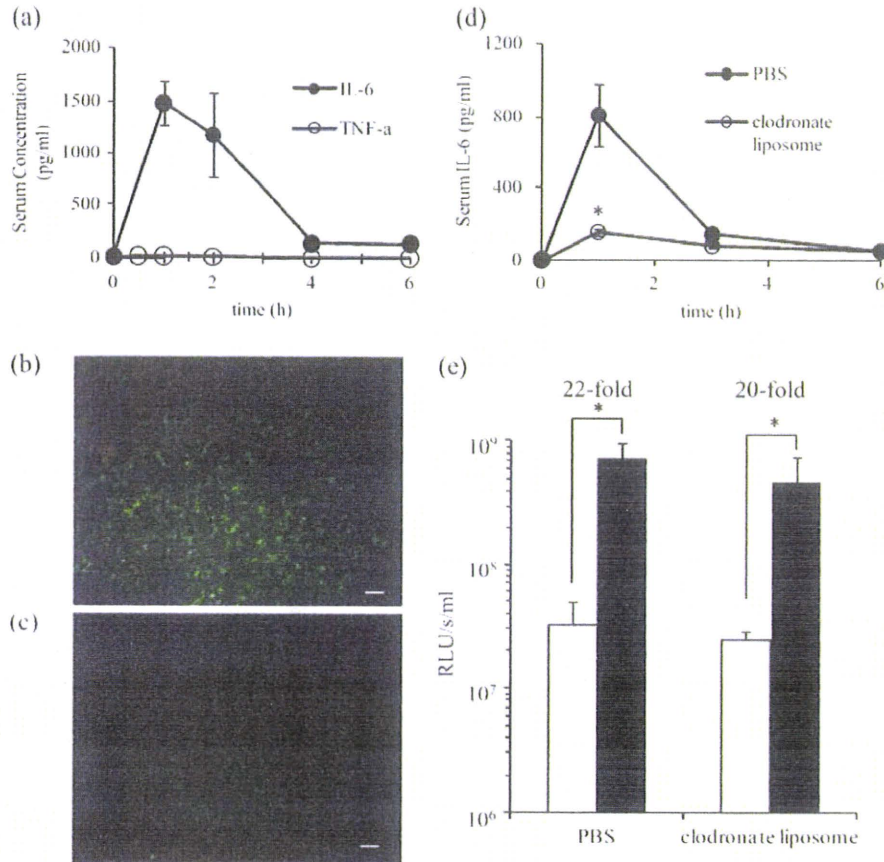 (a)
2000
1500
1000
500
0
Serum Concentration
(pg/ml)
IL-6
TNF-a
0
2
4
6
time (h)
(d)
1200
800
400
0
Serum IL-6 (pg/ml)
PBS
clodronate
liposome
*
0
2
4
6
time (h)
(b)
(c)
(e)
22-fold
20-fold
*
*
10⁹
10⁸
10⁷
10⁶
RLU/s/ml
PBS
clodronate liposome